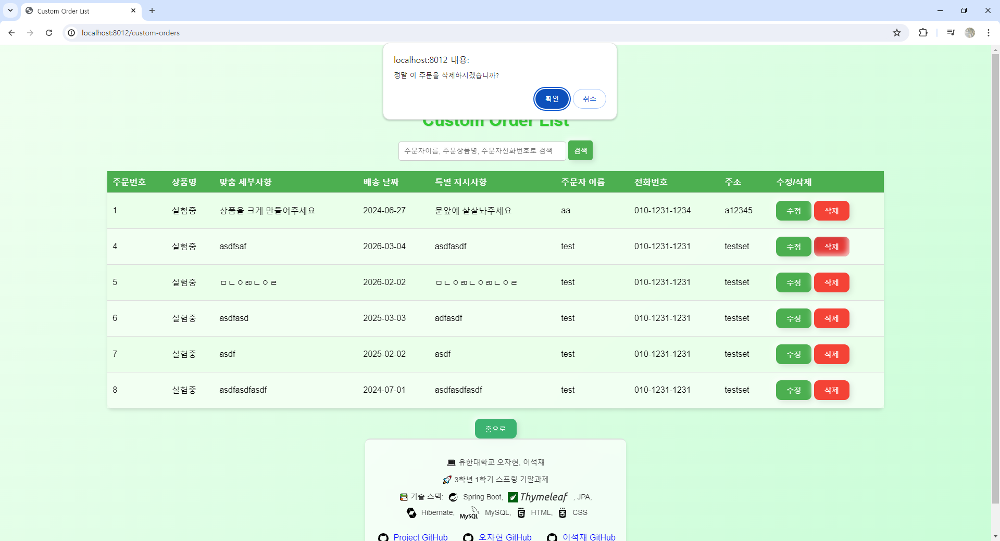 Custom Order List
localhost:8012/custom-orders
localhost:8012 내용:
정말 이 주문을 삭제하시겠습니까?
확인 취소
Custom Order List
주문자이름, 주문상품명, 주문자전화번호로 검색 검색
주문번호 상품명 맞춤 세부사항 배송 날짜 특별 지시사항 주문자 이름 전화번호 주소 수정/삭제
1 실험중 상품을 크게 만들어주세요 2024-06-27 문앞에 살살놔주세요 aa 010-1231-1234 a12345 수정 삭제
4 실험중 asdfsaf 2026-03-04 asdfasdf test 010-1231-1231 testset 수정 삭제
5 실험중 ㅁㄴㅇㄻㄴㅇㄹ 2026-02-02 ㅁㄴㅇㄻㄴㅇㄻㄴㅇㄹ test 010-1231-1231 testset 수정 삭제
6 실험중 asdfasd 2025-03-03 adfasdf test 010-1231-1231 testset 수정 삭제
7 실험중 asdf 2025-02-02 asdf test 010-1231-1231 testset 수정 삭제
8 실험중 asdfasdfasdf 2024-07-01 asdfasdfasdf test 010-1231-1231 testset 수정 삭제
홈으로
유한대학교 오자현, 이석재
3학년 1학기 스프링 기말과제
기술 스택: Spring Boot, Thymeleaf , JPA,
Hibernate, MySQL MySQL, HTML, CSS
Project GitHub 오자현 GitHub 이석재 GitHub